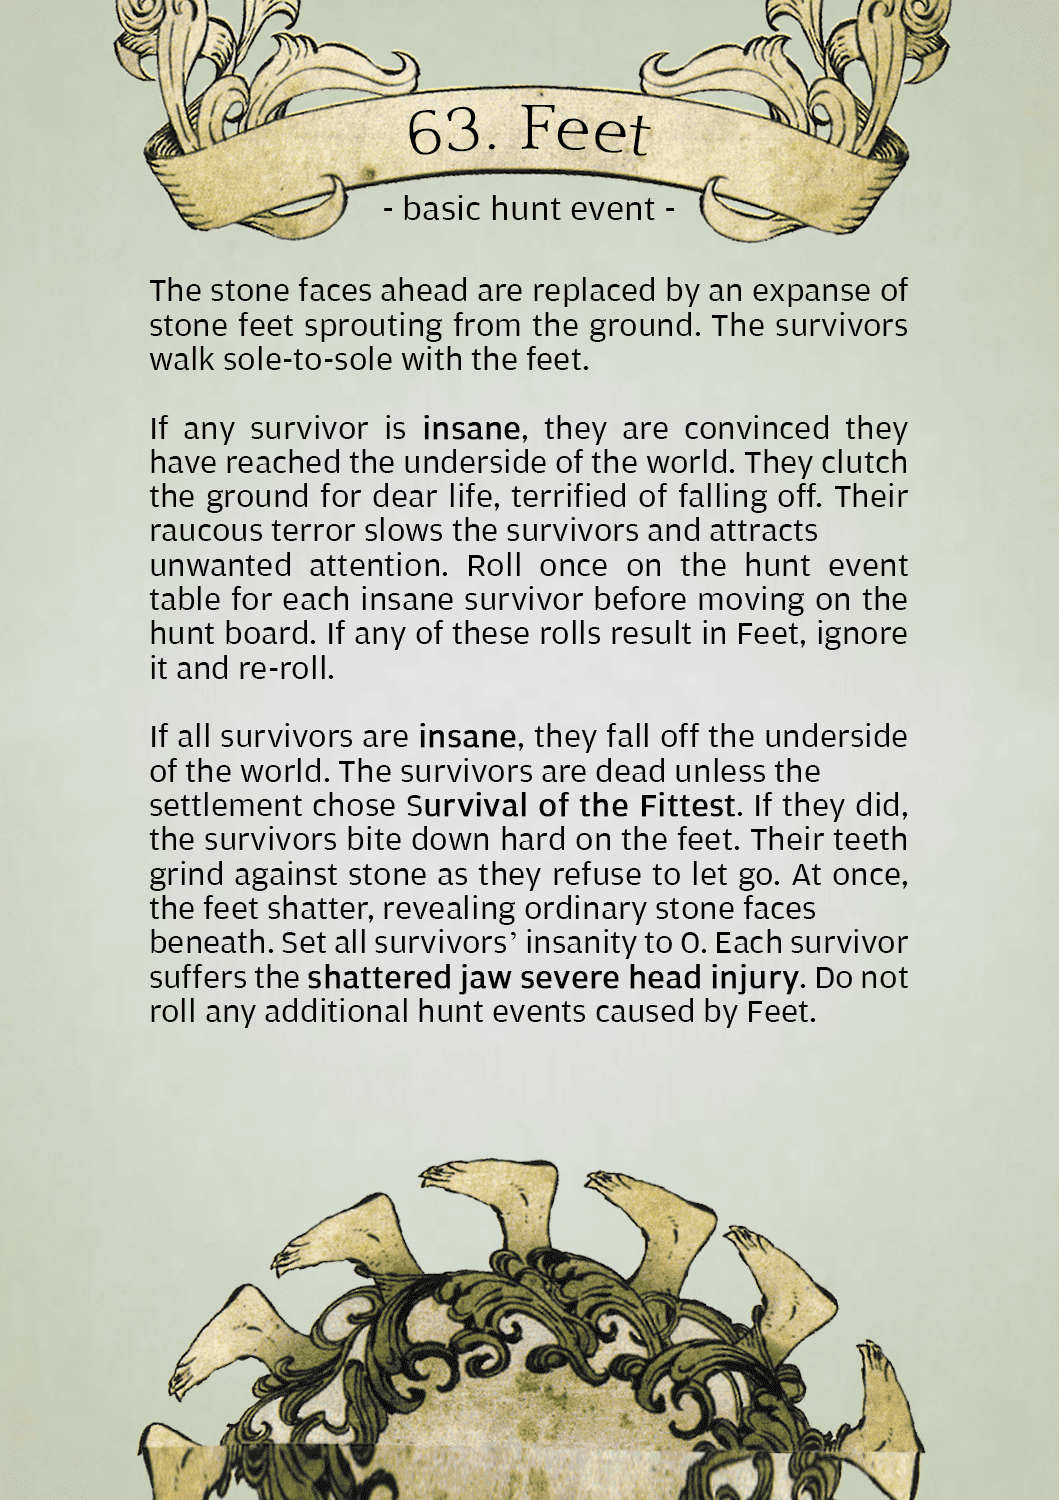 63. Feet
- basic hunt event -
The stone faces ahead are replaced by an expanse of
stone feet sprouting from the ground. The survivors
walk sole-to-sole with the feet.
If any survivor is insane, they are convinced they
have reached the underside of the world. They clutch
the ground for dear life, terrified of falling off. Their
raucous terror slows the survivors and attracts
unwanted attention. Roll once on the hunt event
table for each insane survivor before moving on the
hunt board. If any of these rolls result in Feet, ignore
it and re-roll.
If all survivors are insane, they fall off the underside
of the world. The survivors are dead unless the
settlement chose Survival of the Fittest. If they did,
the survivors bite down hard on the feet. Their teeth
grind against stone as they refuse to let go. At once,
the feet shatter, revealing ordinary stone faces
beneath. Set all survivors’ insanity to 0. Each survivor
suffers the shattered jaw severe head injury. Do not
roll any additional hunt events caused by Feet.